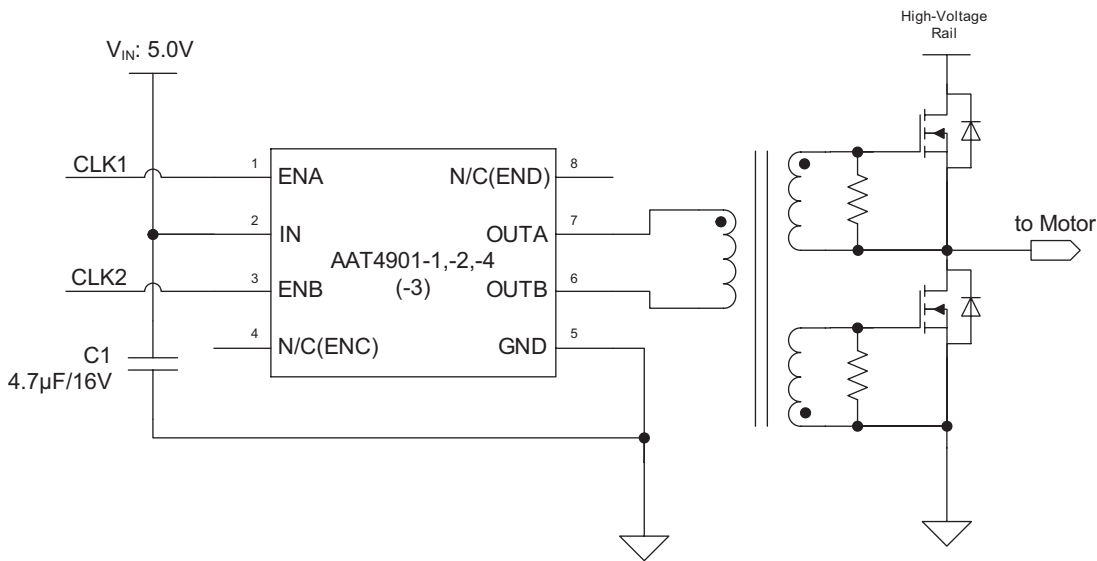 High-Voltage
Rail
V_IN: 5.0V
CLK1
1
ENA
N/C(END)
8
2
IN
OUTA
7
to Motor
AAT4901-1,-2,-4
(-3)
CLK2
3
ENB
OUTB
6
4
N/C(ENC)
GND
5
C1
4.7µF/16V